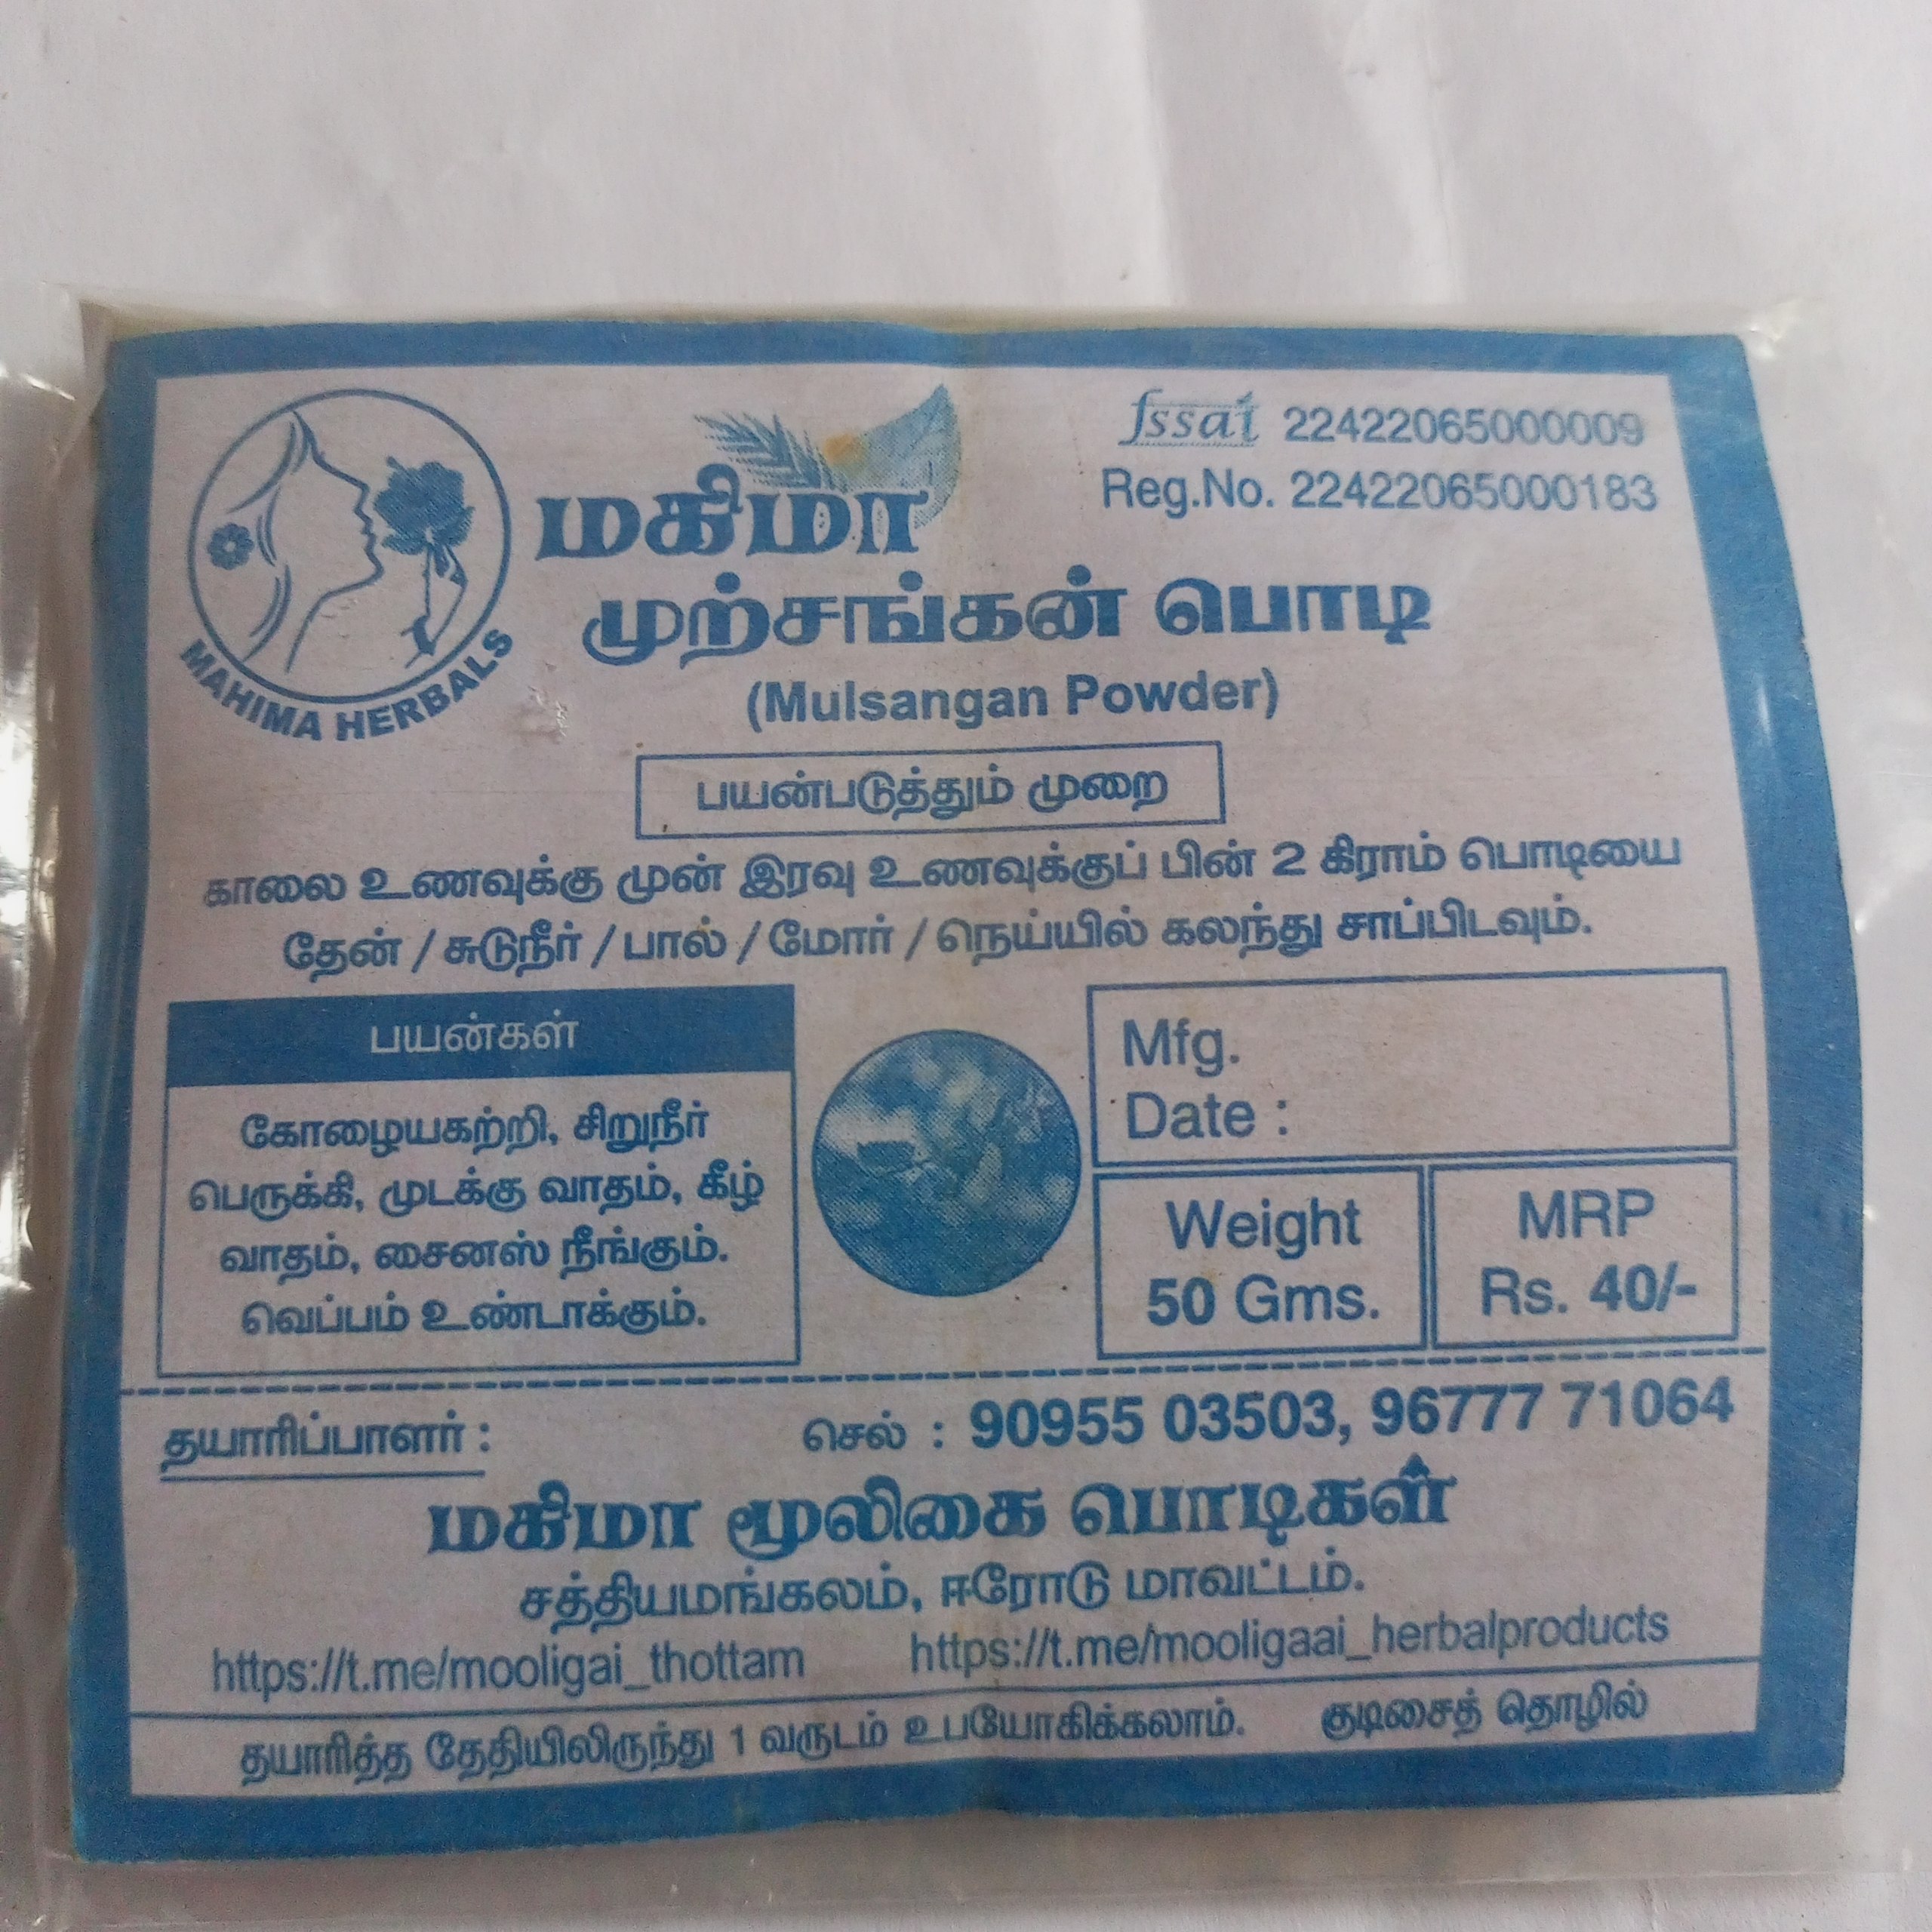 MAHIMA HERBALS
fssai 22422065000009
Reg.No. 22422065000183
மகிமா
முற்சங்கன் பொடி
(Mulsangan Powder)
பயன்படுத்தும் முறை
காலை உணவுக்கு முன் இரவு உணவுக்குப் பின் 2 கிராம் பொடியை
தேன் / சுடுநீர் / பால் / மோர் / நெய்யில் கலந்து சாப்பிடவும்.
பயன்கள்
கோழையகற்றி, சிறுநீர்
பெருக்கி, முடக்கு வாதம், கீழ்
வாதம், சைனஸ் நீங்கும்.
வெப்பம் உண்டாக்கும்.
Mfg.
Date :
Weight
50 Gms.
MRP
Rs. 40/-
தயாரிப்பாளர் :
செல் : 90955 03503, 96777 71064
மகிமா மூலிகை பொடிகள்
சத்தியமங்கலம், ஈரோடு மாவட்டம்.
https://t.me/mooligai_thottam https://t.me/mooligaai_herbalproducts
தயாரித்த தேதியிலிருந்து 1 வருடம் உபயோகிக்கலாம். குடிசைத் தொழில்